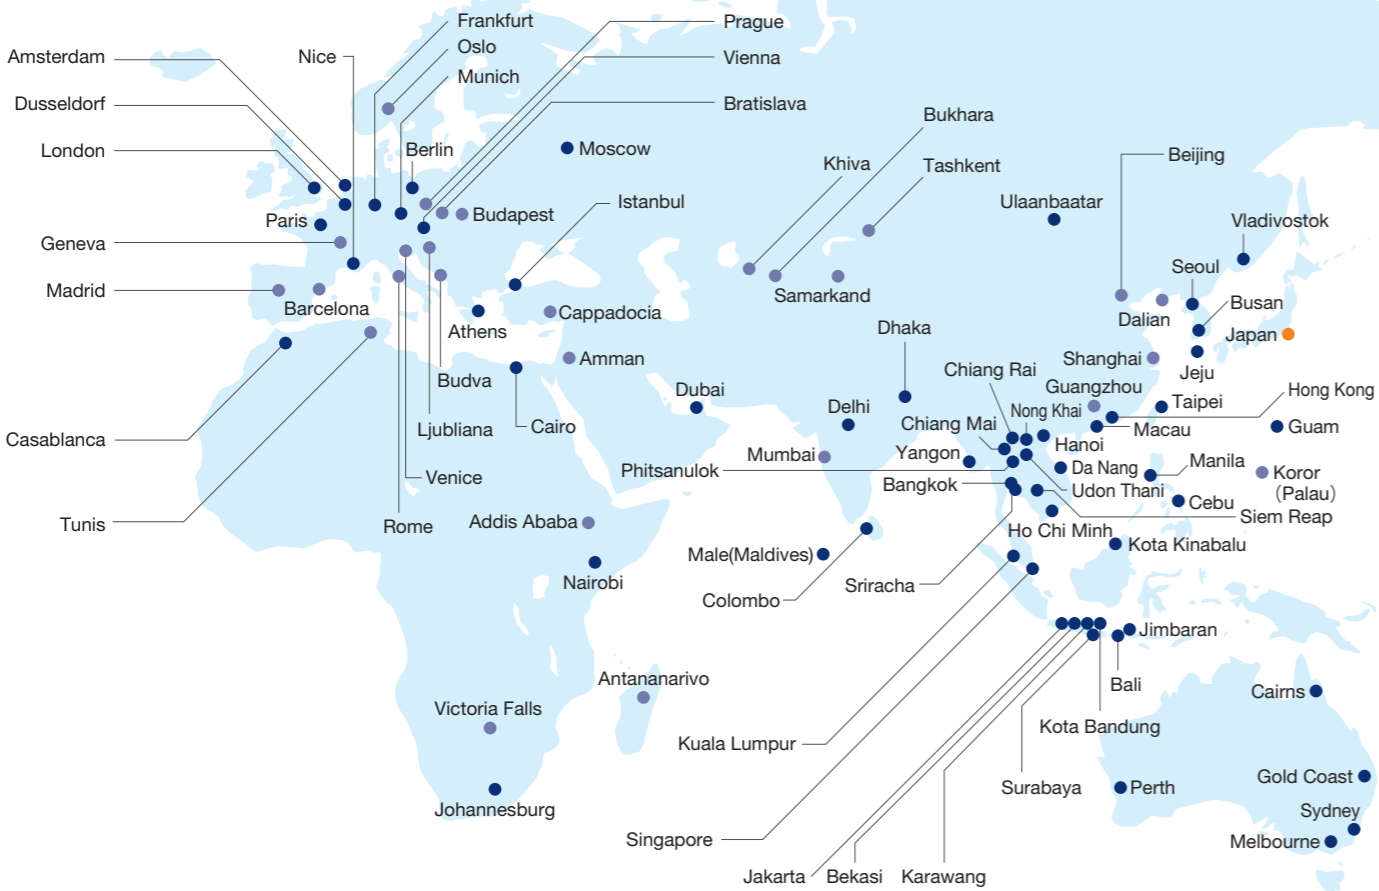 Frankfurt
Prague
Oslo
Amsterdam
Nice
Vienna
Munich
Dusseldorf
Bratislava
Bukhara
London
Berlin
Moscow
Beijing
Khiva
Tashkent
Ulaanbaatar
Istanbul
Paris
Budapest
Vladivostok
Geneva
Seoul
Madrid
Barcelona
Samarkand
Busan
Cappadocia
Dalian
Athens
Dhaka
Japan
Amman
Shanghai
Chiang Rai
Jeju
Budva
Dubai
Guangzhou
Hong Kong
Delhi
Nong Khai
Taipei
Casablanca
Ljubliana
Cairo
Chiang Mai
Hanoi
Macau
Guam
Mumbai
Yangon
Manila
Phitsanulok
Da Nang
Koror
(Palau)
Venice
Bangkok
Udon Thani
Cebu
Tunis
Rome
Addis Ababa
Siem Reap
Ho Chi Minh
Kota Kinabalu
Male(Maldives)
Nairobi
Sriracha
Colombo
Jimbaran
Antananarivo
Bali
Cairns
Victoria Falls
Kota Bandung
Kuala Lumpur
Gold Coast
Surabaya
Perth
Johannesburg
Sydney
Singapore
Melbourne
Jakarta
Bekasi
Karawang